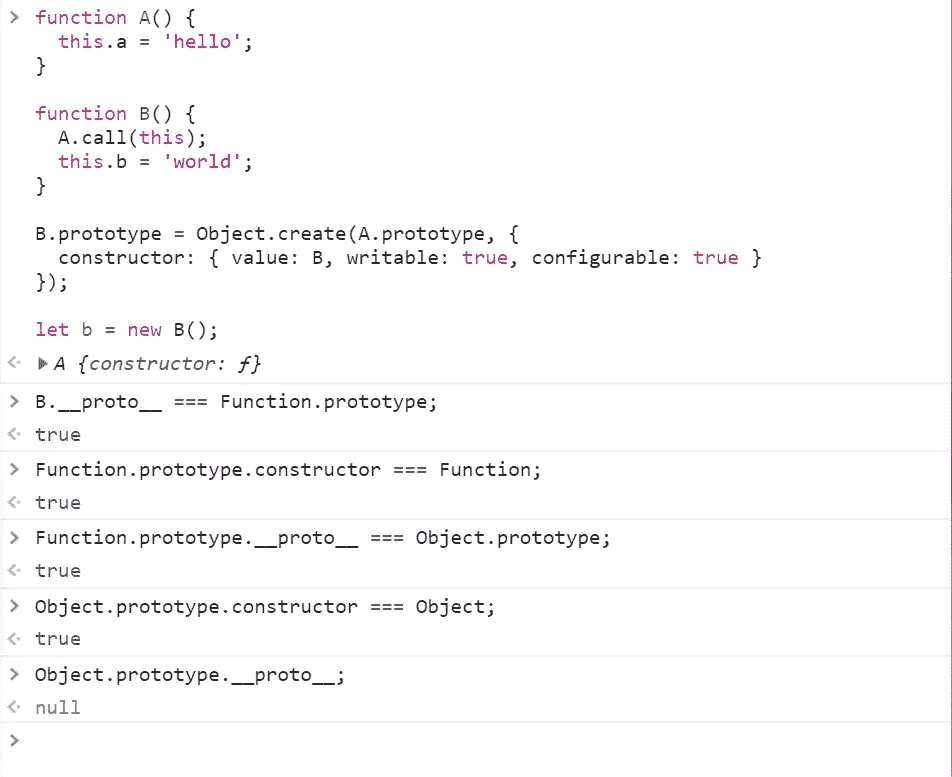 > function A() {
this.a = 'hello';
}
function B() {
A.call(this);
this.b = 'world';
}
B.prototype = Object.create(A.prototype, {
constructor: { value: B, writable: true, configurable: true }
});
let b = new B();
<· ▶A {constructor: ƒ}
> B.__proto__ === Function.prototype;
<· true
> Function.prototype.constructor === Function;
<· true
> Function.prototype.__proto__ === Object.prototype;
<· true
> Object.prototype.constructor === Object;
<· true
> Object.prototype.__proto__;
<· null
>